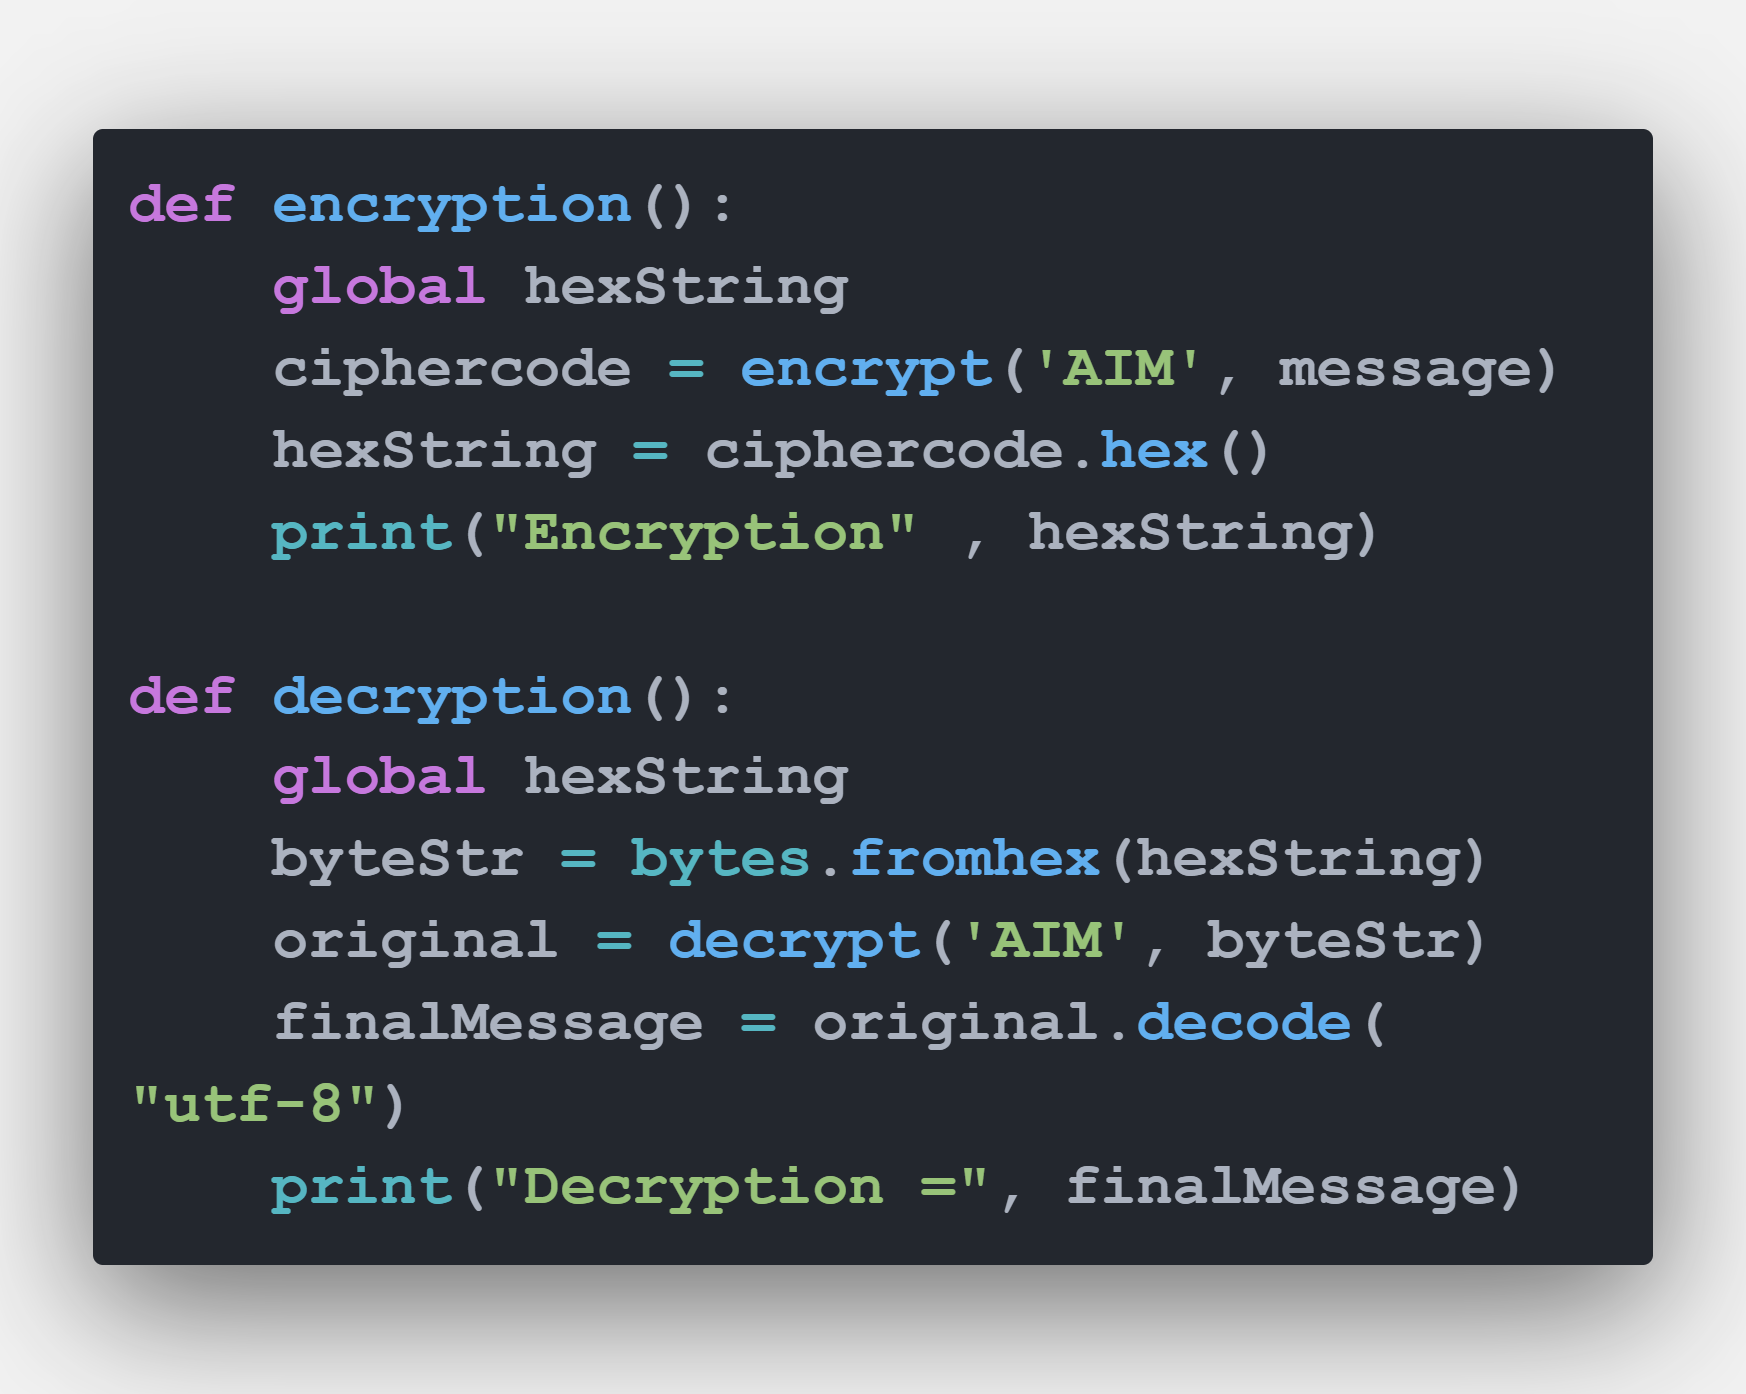 def encryption():
    global hexString
    ciphercode = encrypt('AIM', message)
    hexString = ciphercode.hex()
    print("Encryption" , hexString)

def decryption():
    global hexString
    byteStr = bytes.fromhex(hexString)
    original = decrypt('AIM', byteStr)
    finalMessage = original.decode(
"utf-8")
    print("Decryption =", finalMessage)